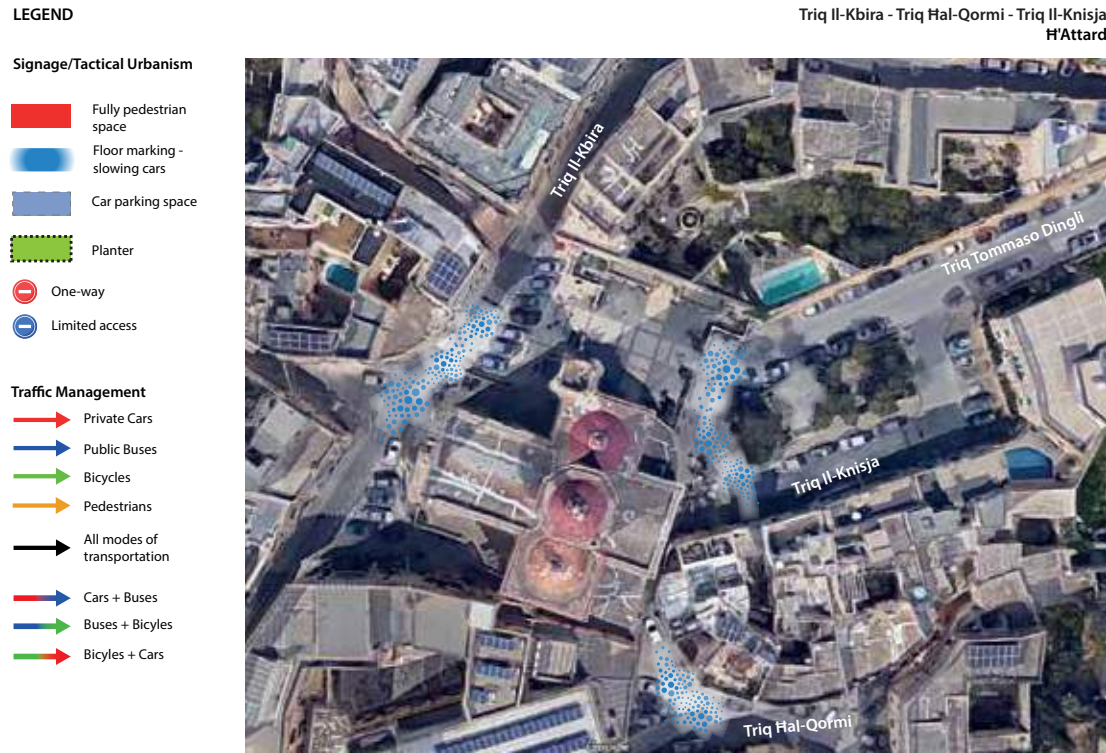 LEGEND
Triq Il-Kbira - Triq Ħal-Qormi - Triq Il-Knisja
Ħ'Attard
Signage/Tactical Urbanism
Fully pedestrian
space
Floor marking -
slowing cars
Car parking space
Planter
One-way
Limited access
Traffic Management
Private Cars
Public Buses
Bicycles
Pedestrians
All modes of
transportation
Cars + Buses
Buses + Bicyles
Bicyles + Cars
Triq Il-Kbira
Triq Tommaso Dingli
Triq Il-Knisja
Triq Ħal-Qormi